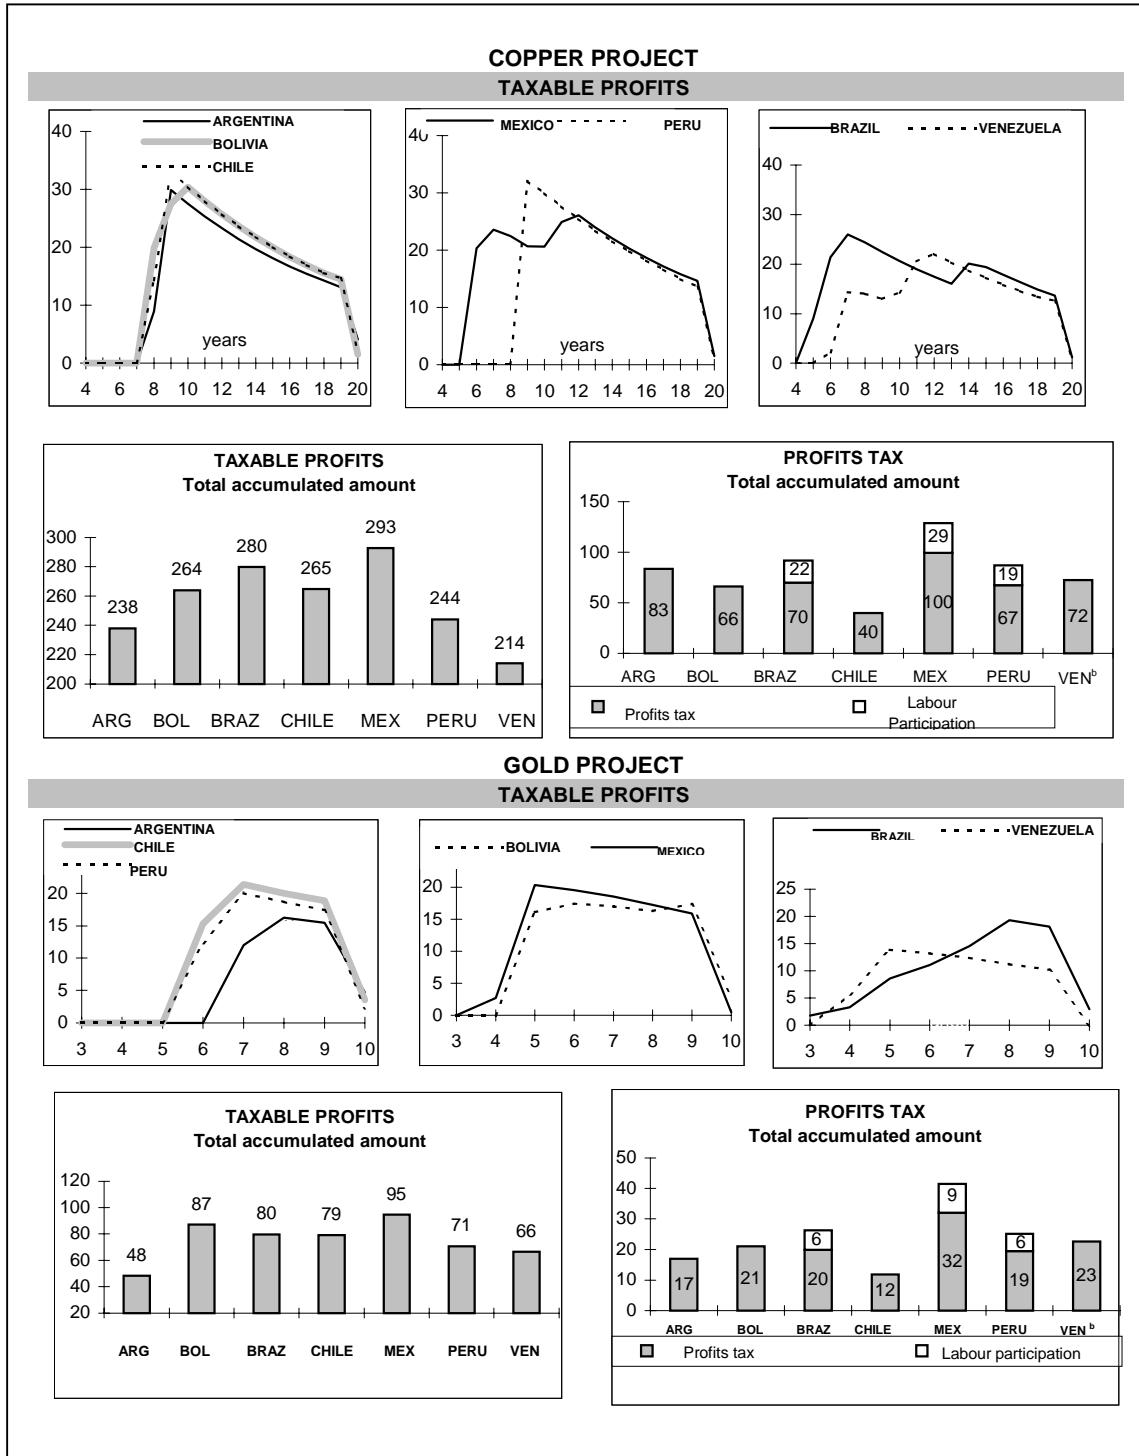 COPPER PROJECT
TAXABLE PROFITS
ARGENTINA
BOLIVIA
CHILE
40
30
20
10
0
years
4 6 8 10 12 14 16 18 20
MEXICO PERU
40
30
20
10
0
years
4 6 8 10 12 14 16 18 20
BRAZIL VENEZUELA
40
30
20
10
0
years
4 6 8 10 12 14 16 18 20
TAXABLE PROFITS
Total accumulated amount
300
280
260
240
220
200
238 264 280 265 293 244 214
ARG BOL BRAZ CHILE MEX PERU VEN
PROFITS TAX
Total accumulated amount
150
100
50
0
22 29 19
83 66 70 40 100 67 72
ARG BOL BRAZ CHILE MEX PERU VENb
Profits tax Labour
Participation
GOLD PROJECT
TAXABLE PROFITS
ARGENTINA
CHILE
PERU
20
15
10
5
0
3 4 5 6 7 8 9 10
BOLIVIA MEXICO
20
15
10
5
0
3 4 5 6 7 8 9 10
BRAZIL VENEZUELA
25
20
15
10
5
0
3 4 5 6 7 8 9 10
TAXABLE PROFITS
Total accumulated amount
120
100
80
60
40
20
48 87 80 79 95 71 66
ARG BOL BRAZ CHILE MEX PERU VEN
PROFITS TAX
Total accumulated amount
50
40
30
20
10
0
6 9 6
17 21 20 12 32 19 23
ARG BOL BRAZ CHILE MEX PERU VEN b
Profits tax Labour participation